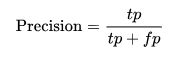 Precision = tp / (tp + fp)